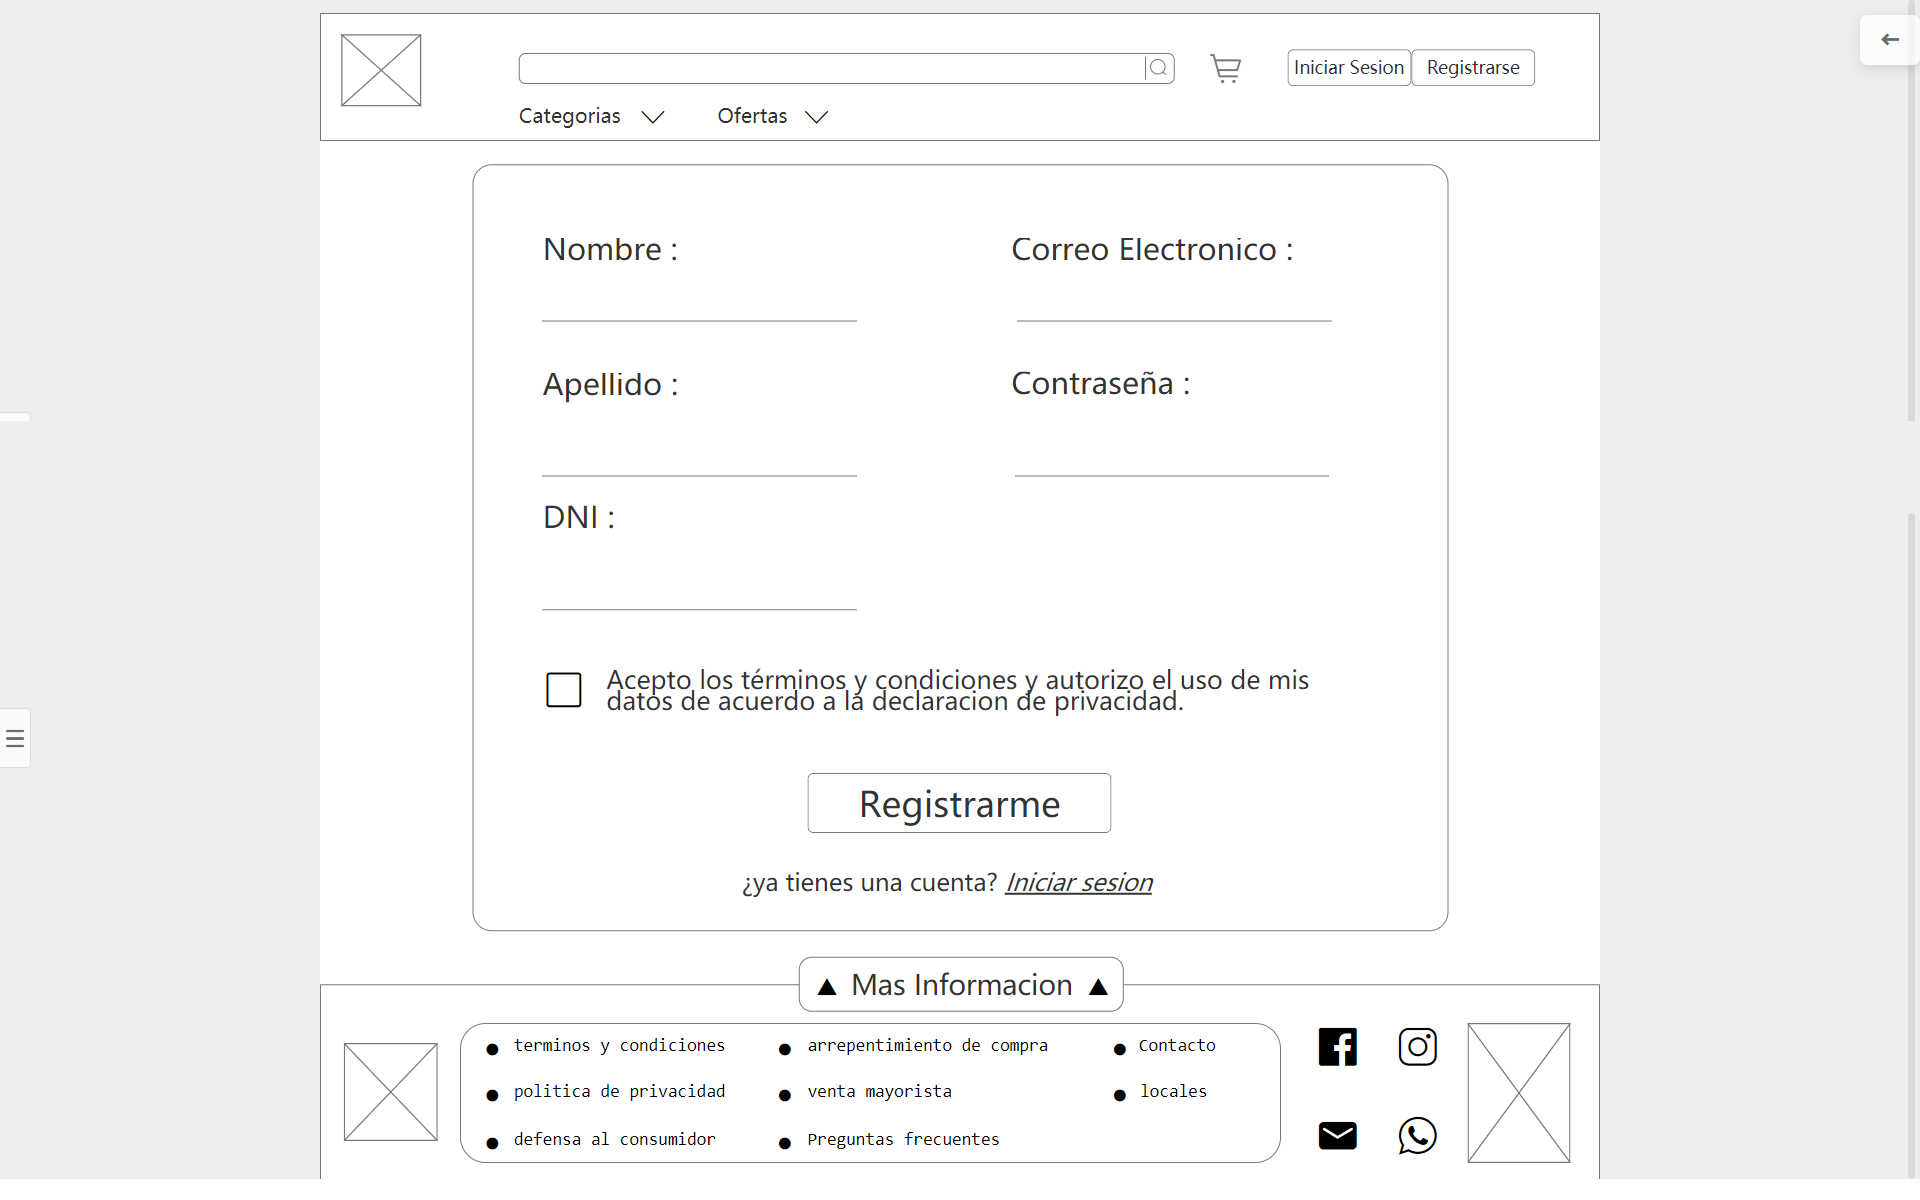 Iniciar Sesion Registrarse
Categorias Ofertas
Nombre : Correo Electronico :
Apellido : Contraseña :
DNI :
Acepto los términos y condiciones y autorizo el uso de mis
datos de acuerdo a la declaracion de privacidad.
Registrarme
¿ya tienes una cuenta? Iniciar sesion
▲ Mas Informacion ▲
● terminos y condiciones ● arrepentimiento de compra ● Contacto
● politica de privacidad ● venta mayorista ● locales
● defensa al consumidor ● Preguntas frecuentes